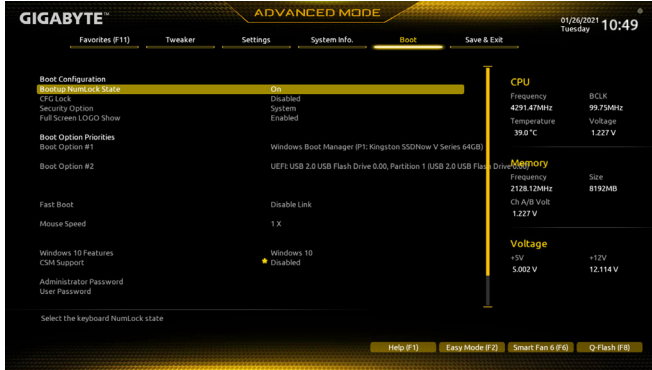 GIGABYTE™
ADVANCED MODE
01/26/2021 Tuesday 10:49
Favorites (F11) Tweaker Settings System Info. Boot Save & Exit
Boot Configuration
Bootup NumLock State On
CFG Lock Disabled
Security Option System
Full Screen LOGO Show Enabled
Boot Option Priorities
Boot Option #1 Windows Boot Manager (P1: Kingston SSDNow V Series 64GB)
Boot Option #2 UEFI: USB 2.0 USB Flash Drive 0.00, Partition 1 (USB 2.0 USB Flash Drive 0.00)
Fast Boot Disable Link
Mouse Speed 1 X
Windows 10 Features Windows 10
CSM Support Disabled
Administrator Password
User Password
Select the keyboard NumLock state
CPU
Frequency BCLK
4291.47MHz 99.75MHz
Temperature Voltage
39.0 °C 1.227 V
Memory
Frequency Size
2128.12MHz 8192MB
Ch A/B Volt
1.227 V
Voltage
+5V +12V
5.002 V 12.114 V
Help (F1) Easy Mode (F2) Smart Fan 6 (F6) Q-Flash (F8)